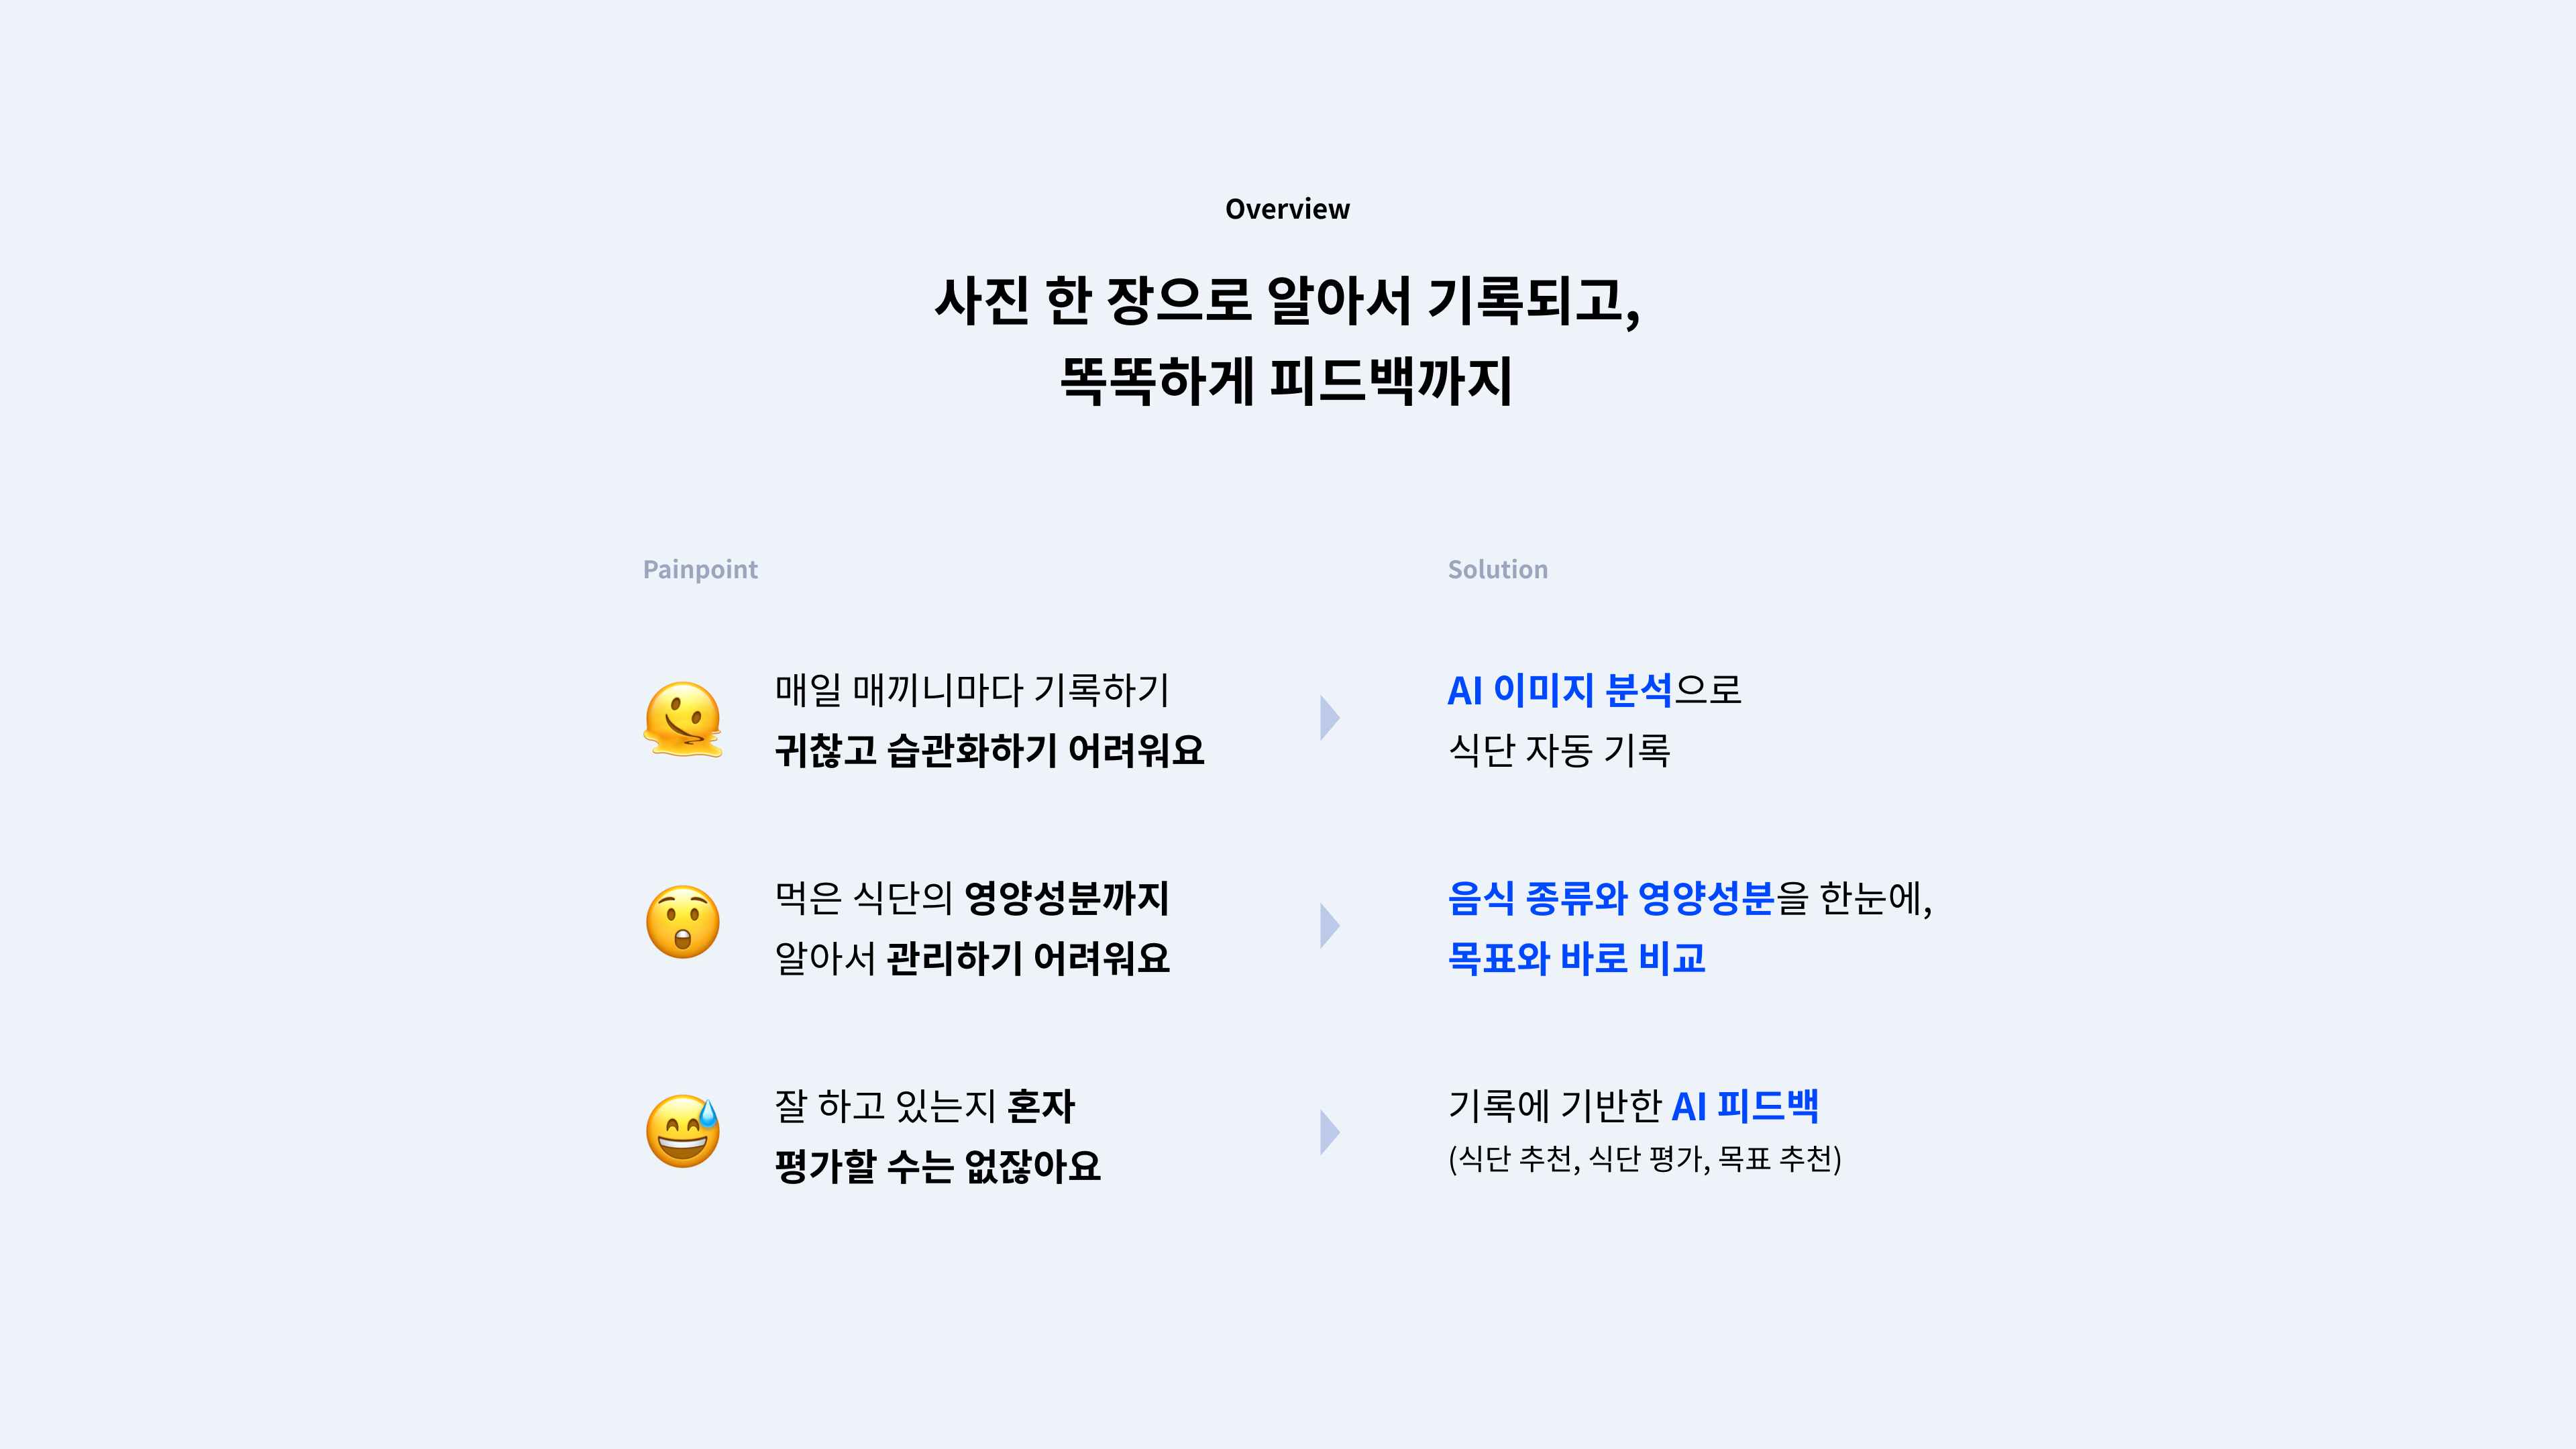 Overview
사진 한 장으로 알아서 기록되고,
똑똑하게 피드백까지
Painpoint
Solution
매일 매끼니마다 기록하기
귀찮고 습관화하기 어려워요
AI 이미지 분석으로
식단 자동 기록
먹은 식단의 영양성분까지
알아서 관리하기 어려워요
음식 종류와 영양성분을 한눈에,
목표와 바로 비교
잘 하고 있는지 혼자
평가할 수는 없잖아요
기록에 기반한 AI 피드백
(식단 추천, 식단 평가, 목표 추천)